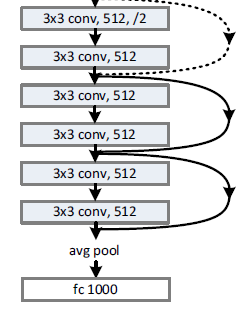 3x3 conv, 512, /2
3x3 conv, 512
3x3 conv, 512
3x3 conv, 512
3x3 conv, 512
3x3 conv, 512
avg pool
fc 1000